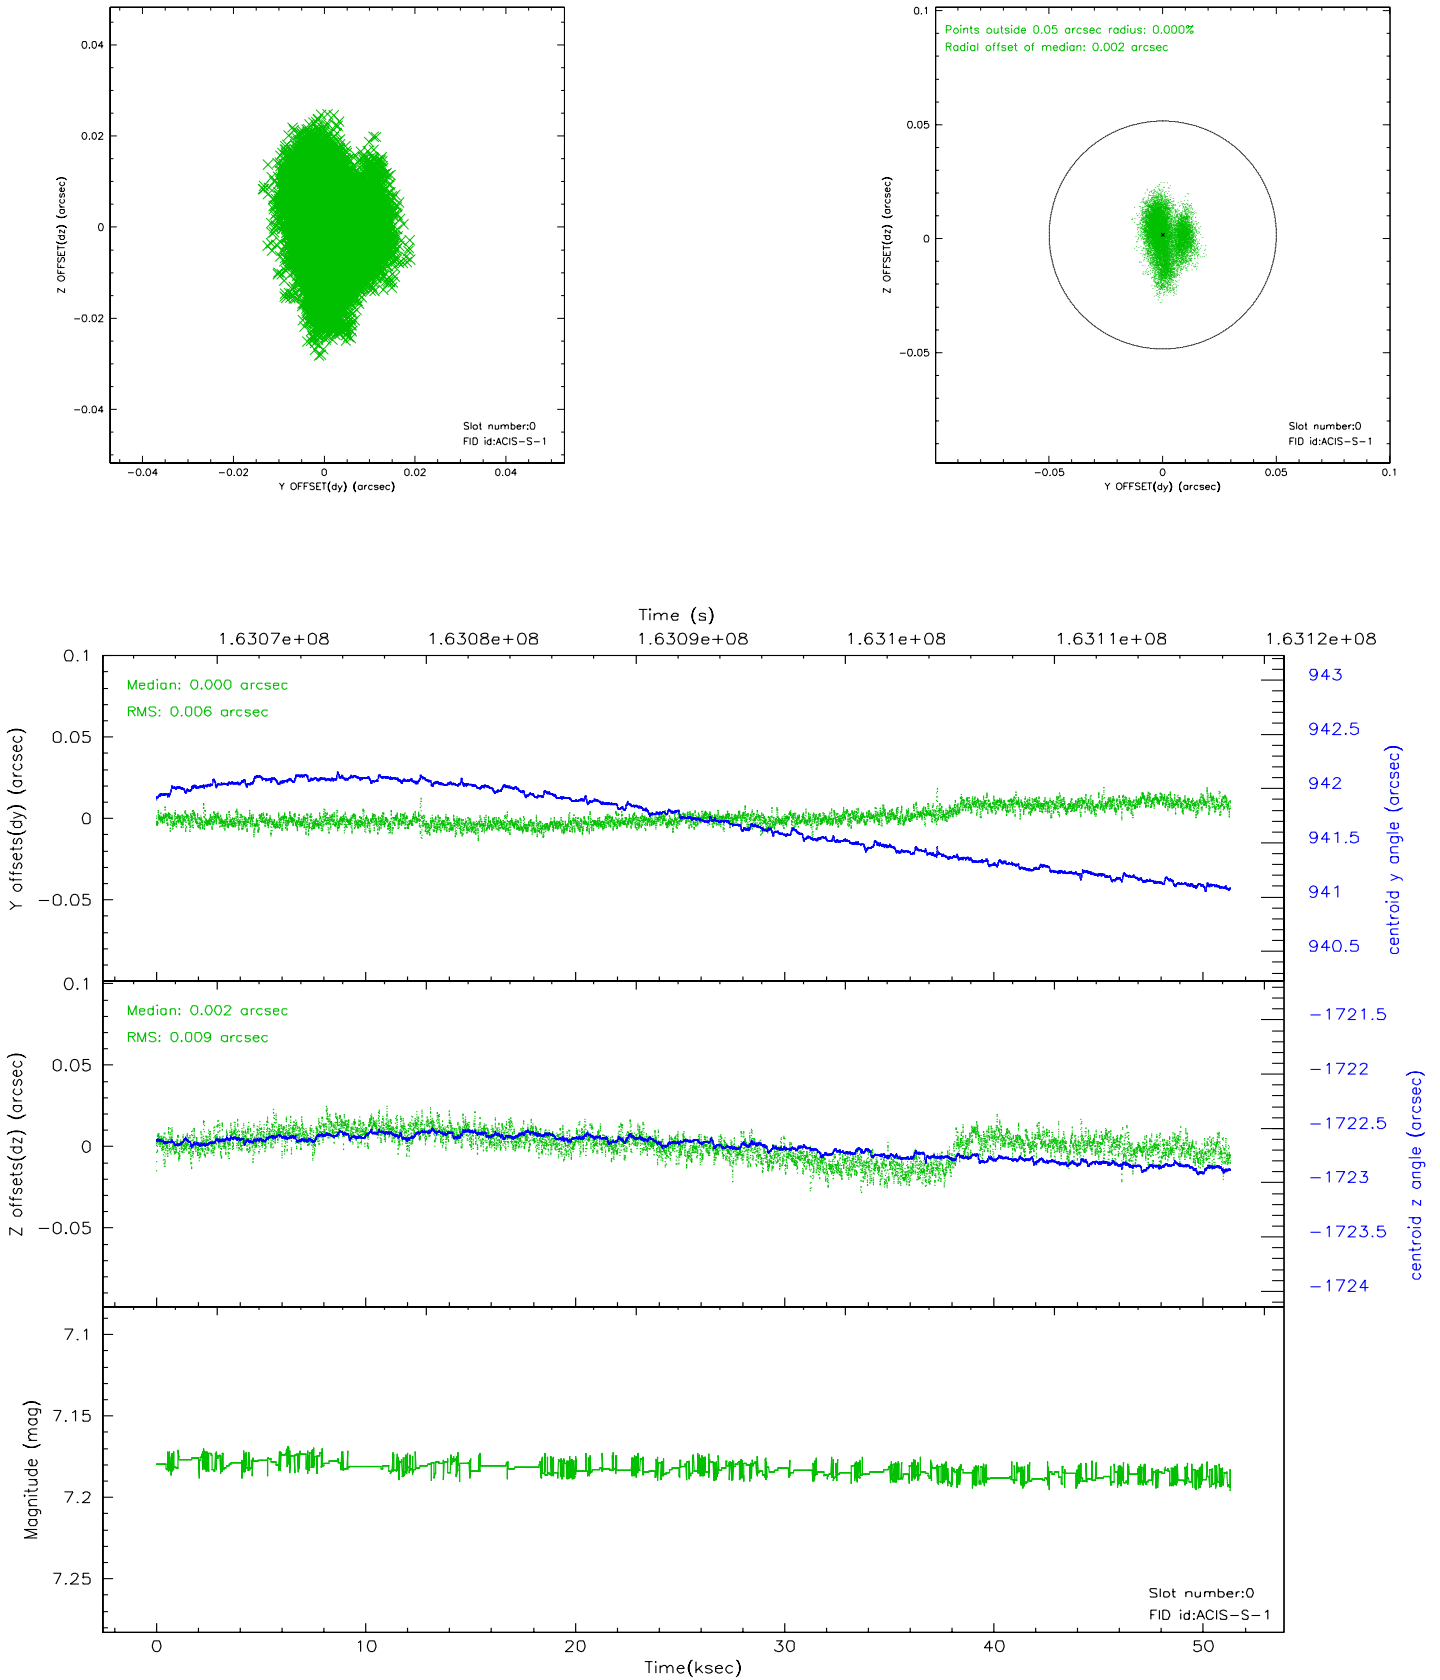 0.04
0.02
0
−0.02
−0.04
Z OFFSET(dz) (arcsec)
Slot number:0
FID id:ACIS−S−1
−0.04
−0.02
0
0.02
0.04
Y OFFSET(dy) (arcsec)
0.1
0.05
0
−0.05
Z OFFSET(dz) (arcsec)
Points outside 0.05 arcsec radius: 0.000%
Radial offset of median: 0.002 arcsec
Slot number:0
FID id:ACIS−S−1
−0.05
0
0.05
0.1
Y OFFSET(dy) (arcsec)
Time (s)
1.6307e+08
1.6308e+08
1.6309e+08
1.631e+08
1.6311e+08
1.6312e+08
0.1
0.05
0
−0.05
Y offsets(dy) (arcsec)
Median: 0.000 arcsec
RMS: 0.006 arcsec
943
942.5
942
941.5
941
940.5
centroid y angle (arcsec)
0.1
0.05
0
−0.05
Z offsets(dz) (arcsec)
Median: 0.002 arcsec
RMS: 0.009 arcsec
−1721.5
−1722
−1722.5
−1723
−1723.5
−1724
centroid z angle (arcsec)
7.1
7.15
7.2
7.25
Magnitude (mag)
Slot number:0
FID id:ACIS−S−1
0
10
20
30
40
50
Time(ksec)